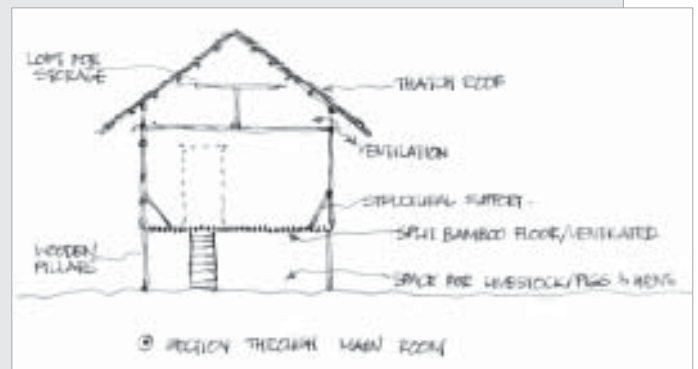 LOFT FOR
STORAGE
THATCH ROOF
VENTILATION
STRUCTURAL SUPPORT
SPLIT BAMBOO FLOOR/VENTILATED
WOODEN
PILLARS
SPACE FOR LIVESTOCK/PIGS & HENS
SECTION THROUGH MAIN ROOM